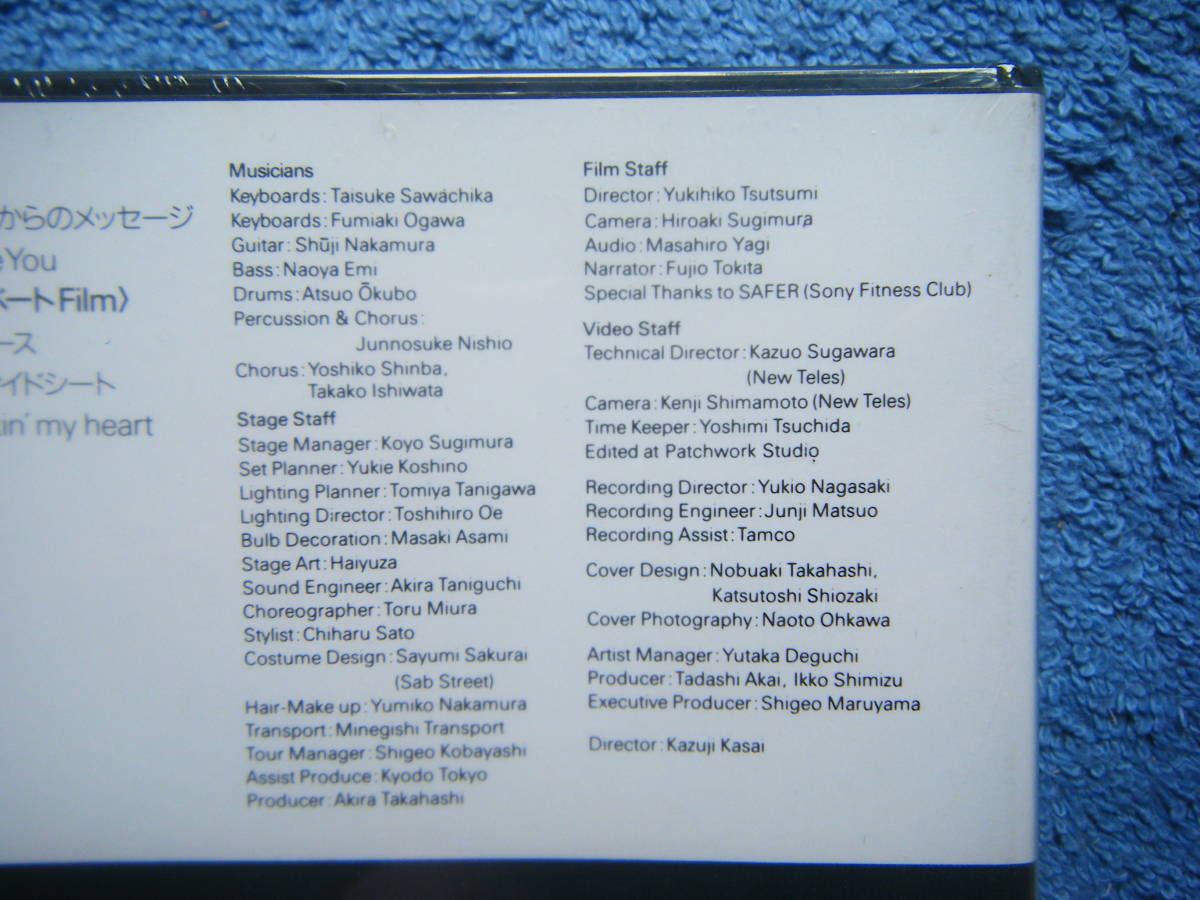 からのメッセージ
You
ートFilm〉
ース
イドシート
in' my heart
Musicians
Keyboards: Taisuke Sawachika
Keyboards: Fumiaki Ogawa
Guitar: Shūji Nakamura
Bass: Naoya Emi
Drums: Atsuo Ōkubo
Percussion & Chorus:
Junnosuke Nishio
Chorus: Yoshiko Shinba,
Takako Ishiwata
Stage Staff
Stage Manager: Koyo Sugimura
Set Planner: Yukie Koshino
Lighting Planner: Tomiya Tanigawa
Lighting Director: Toshihiro Oe
Bulb Decoration: Masaki Asami
Stage Art: Haiyuza
Sound Engineer: Akira Taniguchi
Choreographer: Toru Miura
Stylist: Chiharu Sato
Costume Design: Sayumi Sakurai
(Sab Street)
Hair-Make up: Yumiko Nakamura
Transport: Minegishi Transport
Tour Manager: Shigeo Kobayashi
Assist Produce: Kyodo Tokyo
Producer: Akira Takahashi
Film Staff
Director: Yukihiko Tsutsumi
Camera: Hiroaki Sugimura
Audio: Masahiro Yagi
Narrator: Fujio Tokita
Special Thanks to SAFER (Sony Fitness Club)
Video Staff
Technical Director: Kazuo Sugawara
(New Teles)
Camera: Kenji Shimamoto (New Teles)
Time Keeper: Yoshimi Tsuchida
Edited at Patchwork Studio
Recording Director: Yukio Nagasaki
Recording Engineer: Junji Matsuo
Recording Assist: Tamco
Cover Design: Nobuaki Takahashi,
Katsutoshi Shiozaki
Cover Photography: Naoto Ohkawa
Artist Manager: Yutaka Deguchi
Producer: Tadashi Akai, Ikko Shimizu
Executive Producer: Shigeo Maruyama
Director: Kazuji Kasai